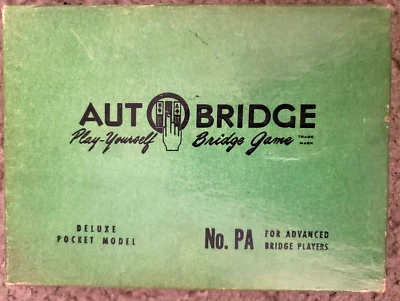 AUTOBRIDGE
Play-Yourself Bridge Game TRADE MARK
DELUXE
POCKET MODEL
No. PA
FOR ADVANCED
BRIDGE PLAYERS